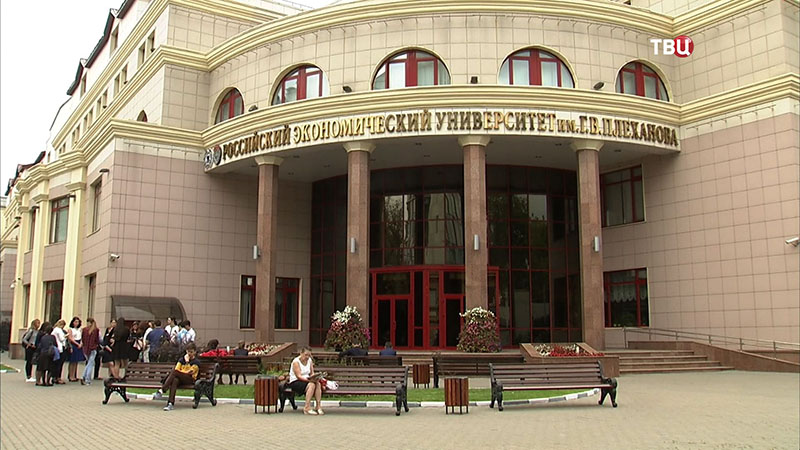 ТВЦ
РОССИЙСКИЙ ЭКОНОМИЧЕСКИЙ УНИВЕРСИТЕТ ИМ. Г.В. ПЛЕХАНОВА